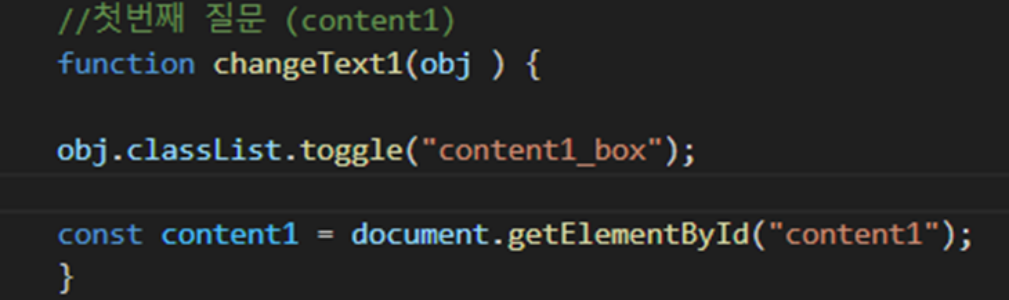 //첫번째 질문 (content1)
function changeText1(obj ) {
obj.classList.toggle("content1_box");
const content1 = document.getElementById("content1");
}